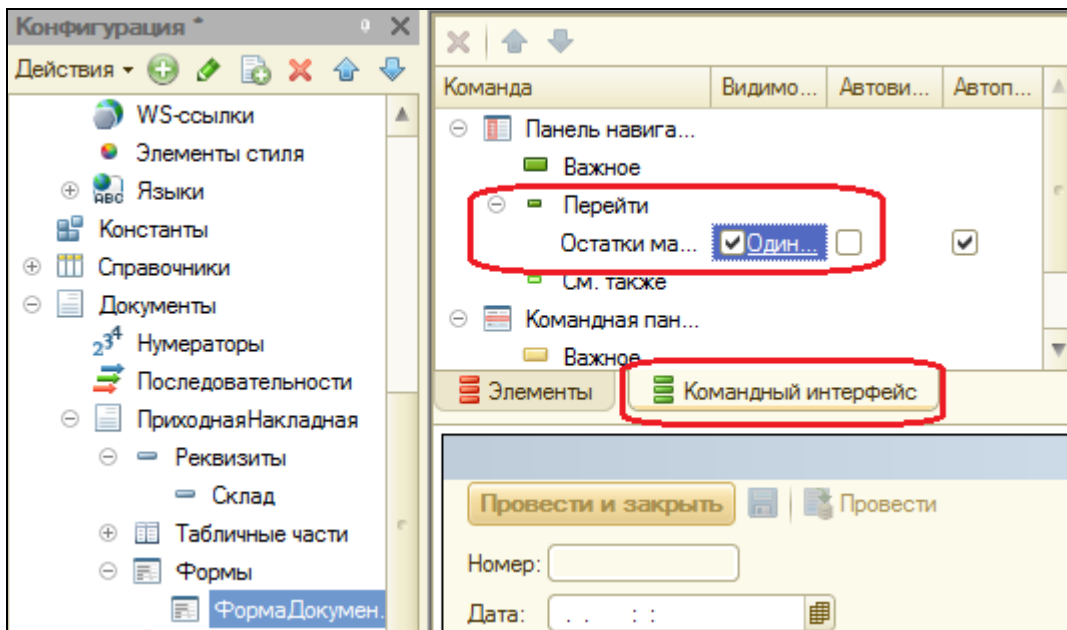 Конфигурация *
Действия
WS-ссылки
Элементы стиля
Языки
Константы
Справочники
Документы
Нумераторы
Последовательности
ПриходнаяНакладная
Реквизиты
Склад
Табличные части
Формы
ФормаДокумен.
Команда Видимо... Автови... Автоп...
Панель навига...
Важное
Перейти
Остатки ма... Один...
См. также
Командная пан...
Важное
Элементы Командный интерфейс
Провести и закрыть Провести
Номер:
Дата: . . : :